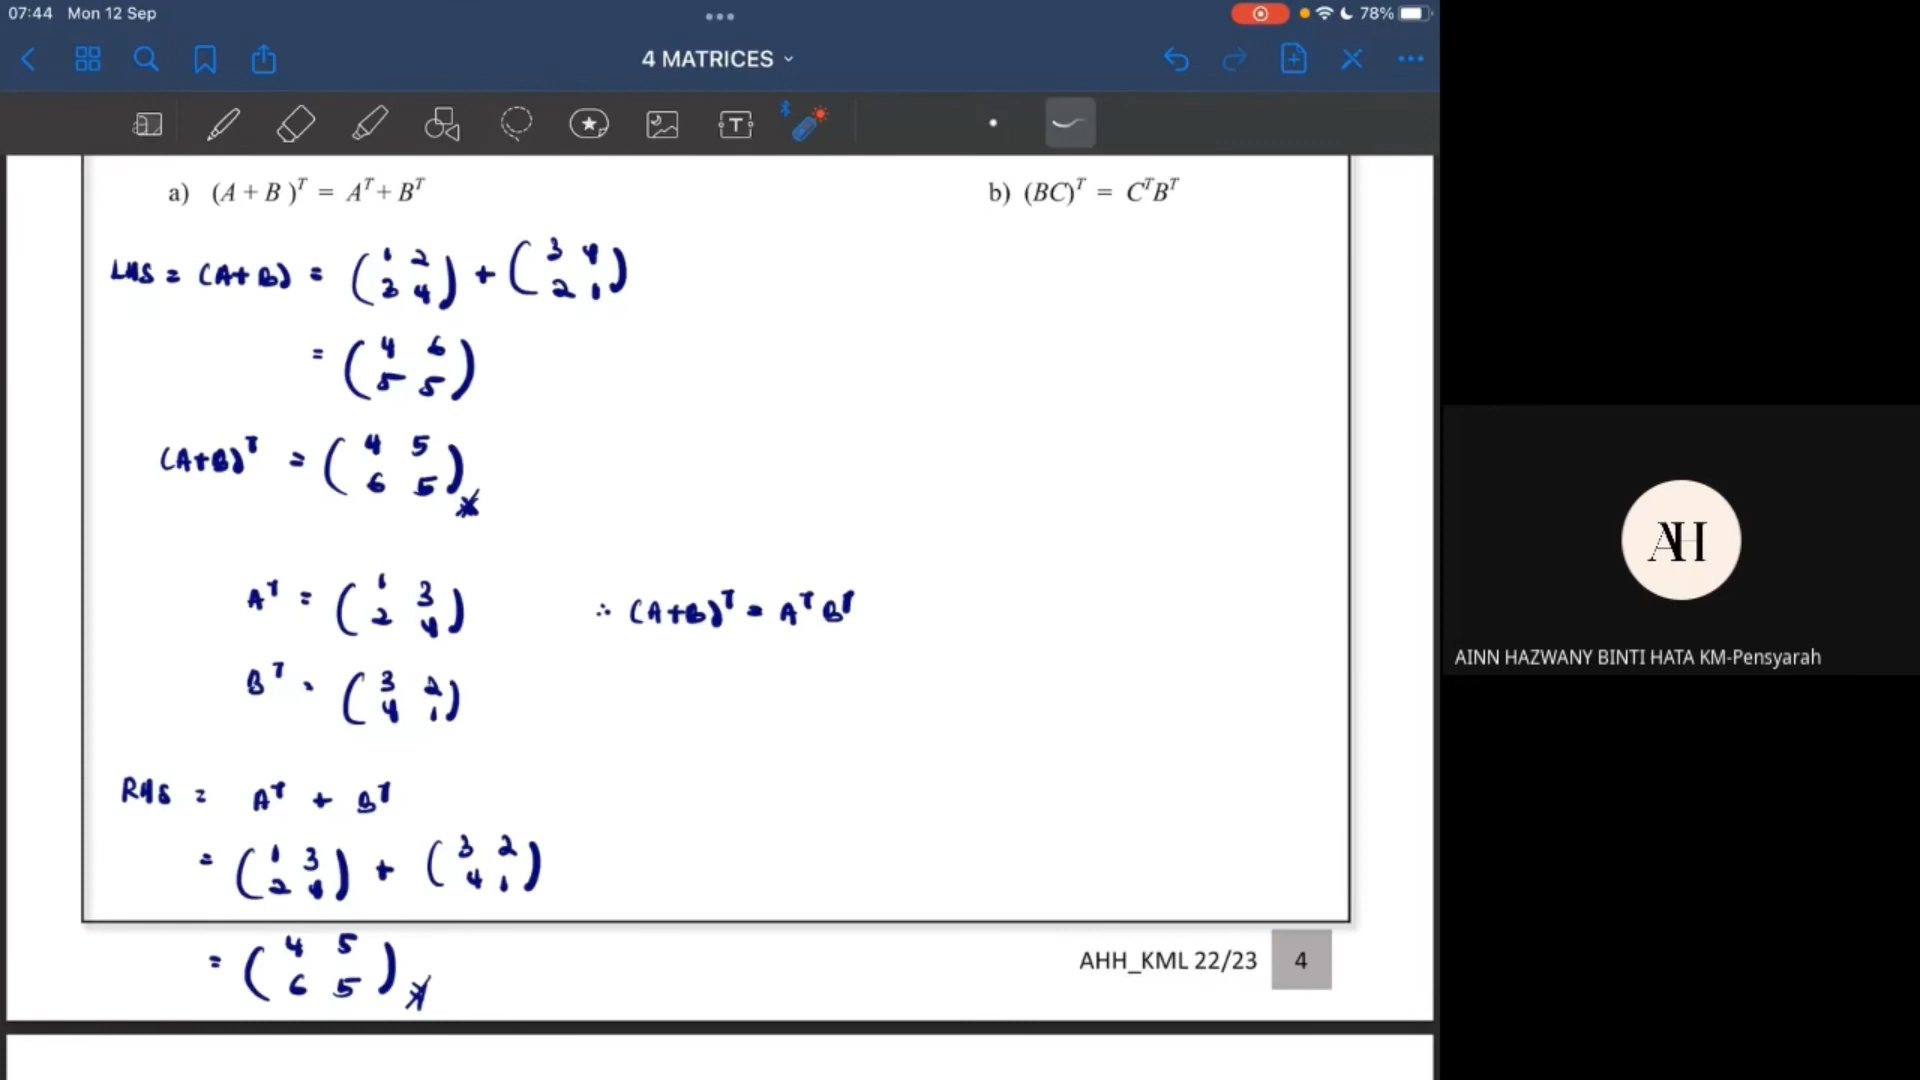 07:44 Mon 12 Sep
78%
4 MATRICES
T
a) (A + B )ᵀ = Aᵀ + Bᵀ
b) (BC)ᵀ = CᵀBᵀ
LHS = (A+B) = ( 1 2 ) + ( 3 4 )
3 4 2 1
= ( 4 6 )
5 5
(A+B)ᵀ = ( 4 5 )
6 5
Aᵀ = ( 1 3 )
2 4
∴ (A+B)ᵀ = Aᵀ Bᵀ
Bᵀ = ( 3 2 )
4 1
RHS = Aᵀ + Bᵀ
= ( 1 3 ) + ( 3 2 )
2 4 4 1
= ( 4 5 )
6 5
AHH_KML 22/23 4
AH
AINN HAZWANY BINTI HATA KM-Pensyarah